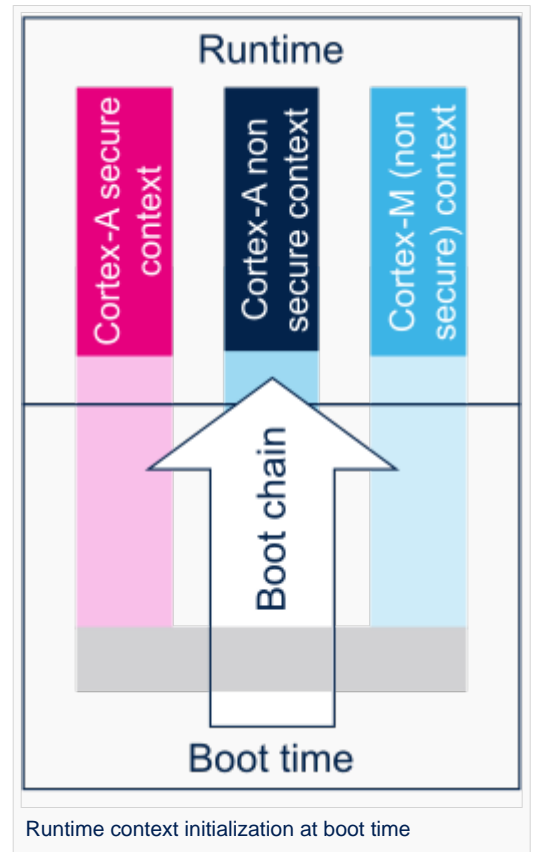 Runtime
Cortex-A secure
context
Cortex-A non
secure context
Cortex-M (non
secure) context
Boot chain
Boot time
Runtime context initialization at boot time